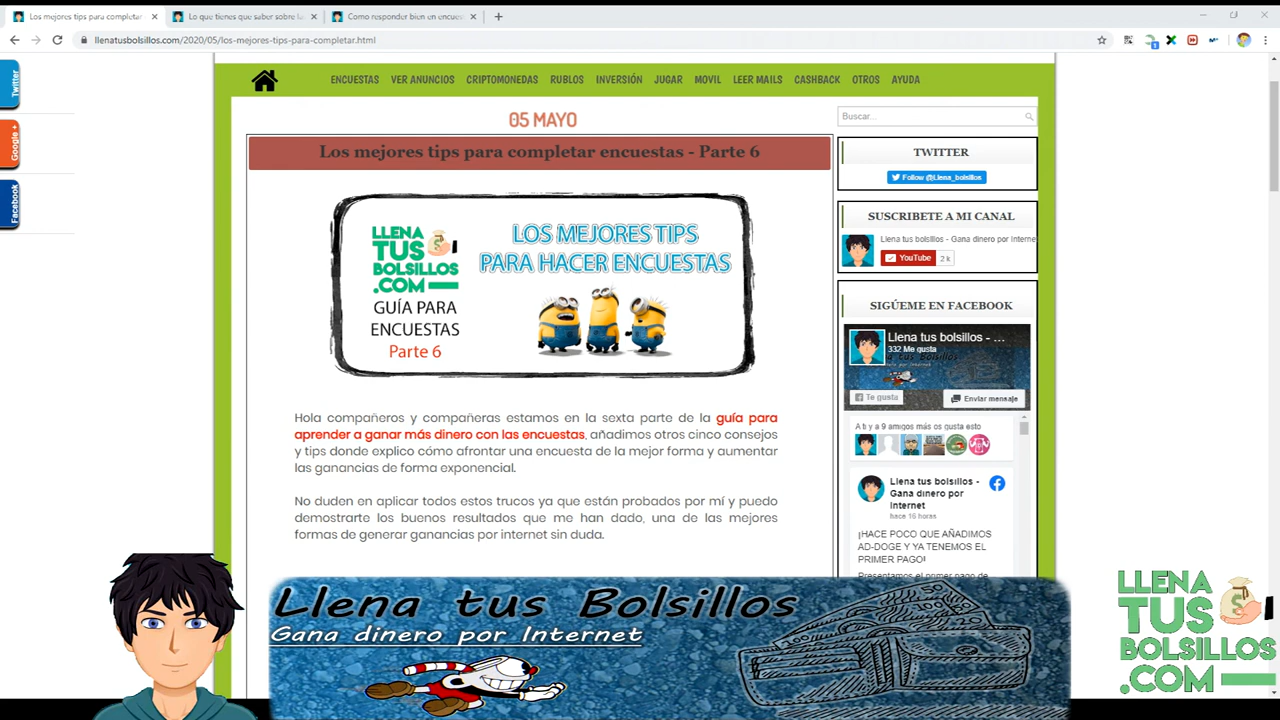 Los mejores tips para completar
Lo que tienes que saber sobre la
Como responder bien en encues
llenatusbolsillos.com/2020/05/los-mejores-tips-para-completar.html
Twitter
Google +
Facebook
ENCUESTAS VER ANUNCIOS CRIPTOMONEDAS RUBLOS INVERSIÓN JUGAR MOVIL LEER MAILS CASHBACK OTROS AYUDA
05 MAYO
Los mejores tips para completar encuestas - Parte 6
LLENA
TUS
BOLSILLOS
.COM
GUÍA PARA
ENCUESTAS
Parte 6
LOS MEJORES TIPS
PARA HACER ENCUESTAS
Hola compañeros y compañeras estamos en la sexta parte de la guía para
aprender a ganar más dinero con las encuestas, añadimos otros cinco consejos
y tips donde explico cómo afrontar una encuesta de la mejor forma y aumentar
las ganancias de forma exponencial.
No duden en aplicar todos estos trucos ya que están probados por mí y puedo
demostrarte los buenos resultados que me han dado, una de las mejores
formas de generar ganancias por internet sin duda.
Buscar...
TWITTER
Follow @Llena_bolsillos
SUSCRIBETE A MI CANAL
Llena tus bolsillos - Gana dinero por Interne
YouTube 2 k
SIGÚEME EN FACEBOOK
Llena tus bolsillos - ...
332 Me gusta
Te gusta
Enviar mensaje
A ti y a 9 amigos más os gusta esto
Llena tus bolsillos -
Gana dinero por
Internet
hace 16 horas
¡HACE POCO QUE AÑADIMOS
AD-DOGE Y YA TENEMOS EL
PRIMER PAGO!
Presentamos el primer pago de
Llena tus Bolsillos
Gana dinero por Internet
LLENA
TUS
BOLSILLOS
.COM